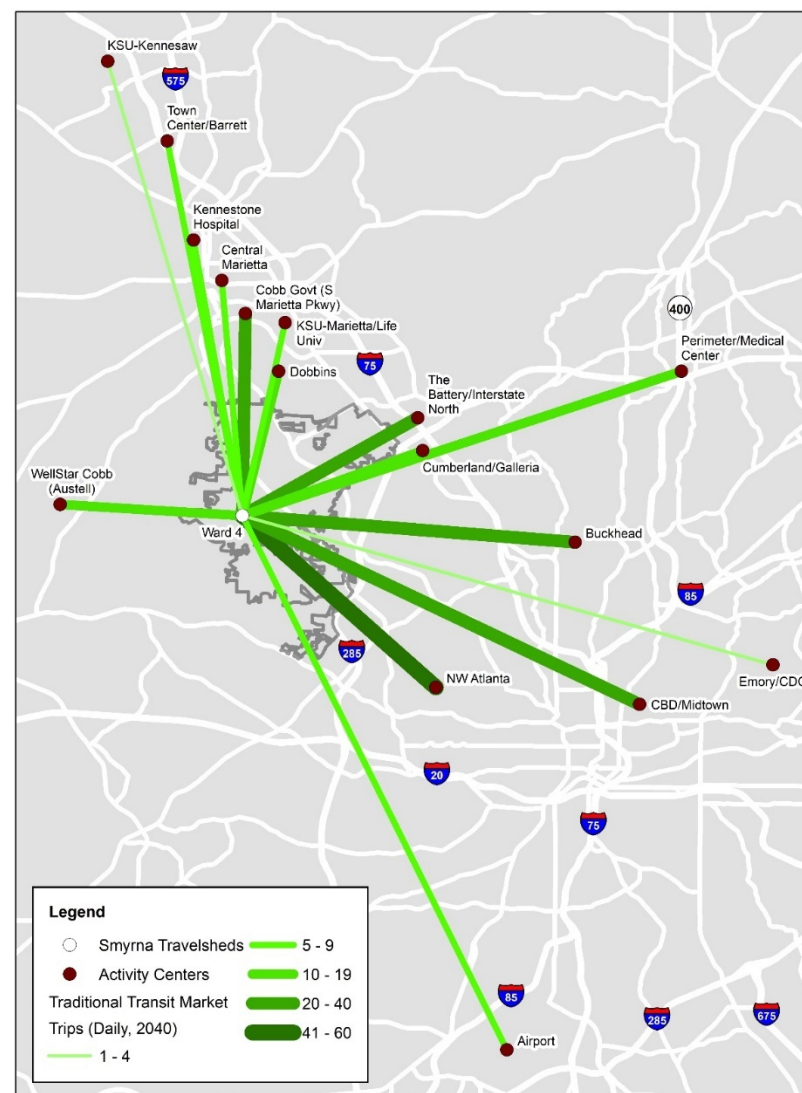 KSU-Kennesaw
575
Town
Center/Barrett
Kennestone
Hospital
Central
Marietta
Cobb Govt (S
Marietta Pkwy)
KSU-Marietta/Life
Univ
400
Perimeter/Medical
Center
75
Dobbins
The
Battery/Interstate
North
Cumberland/Galleria
WellStar Cobb
(Austell)
Ward 4
Buckhead
85
285
Emory/CDC
NW Atlanta
CBD/Midtown
20
75
Legend
Smyrna Travelsheds
Activity Centers
Traditional Transit Market
Trips (Daily, 2040)
1 - 4
5 - 9
10 - 19
20 - 40
41 - 60
85
285
675
Airport